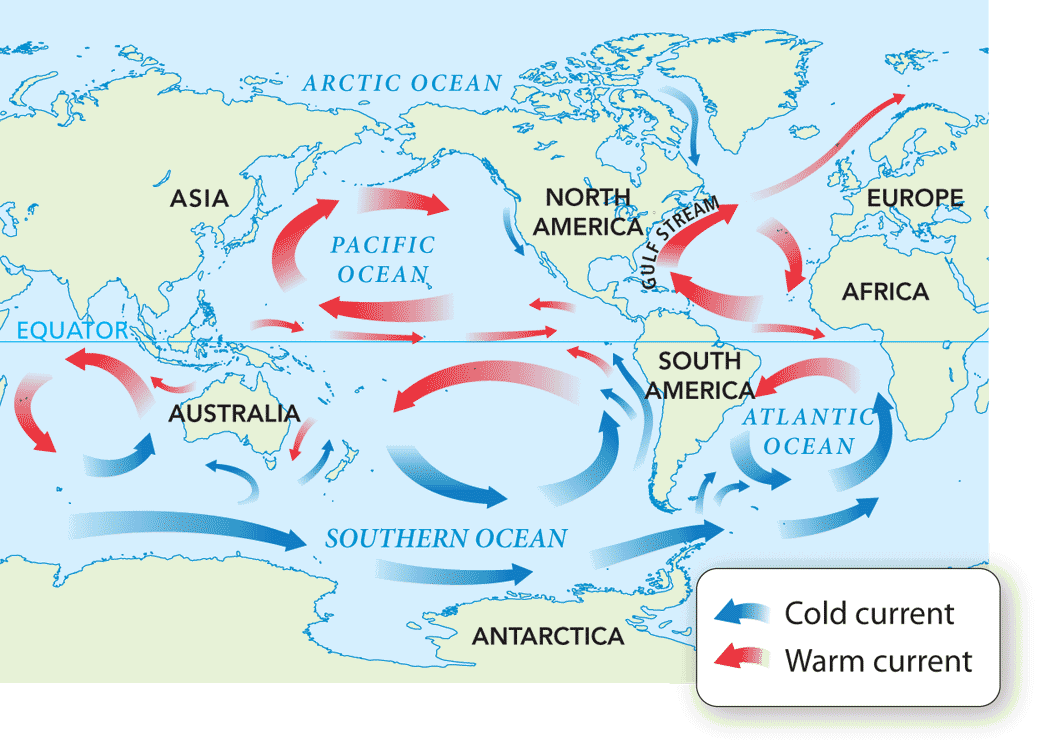 ARCTIC OCEAN
ASIA
NORTH
AMERICA
EUROPE
GULF STREAM
PACIFIC
OCEAN
AFRICA
EQUATOR
SOUTH
AMERICA
AUSTRALIA
ATLANTIC
OCEAN
SOUTHERN OCEAN
ANTARCTICA
Cold current
Warm current